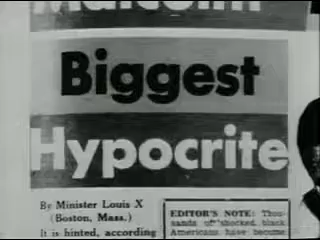 Malcolm
Biggest
Hypocrite
By Minister Louis X
(Boston, Mass.)
It is hinted, according
EDITOR'S NOTE: Thou-
sands of shocked black
Americans have become